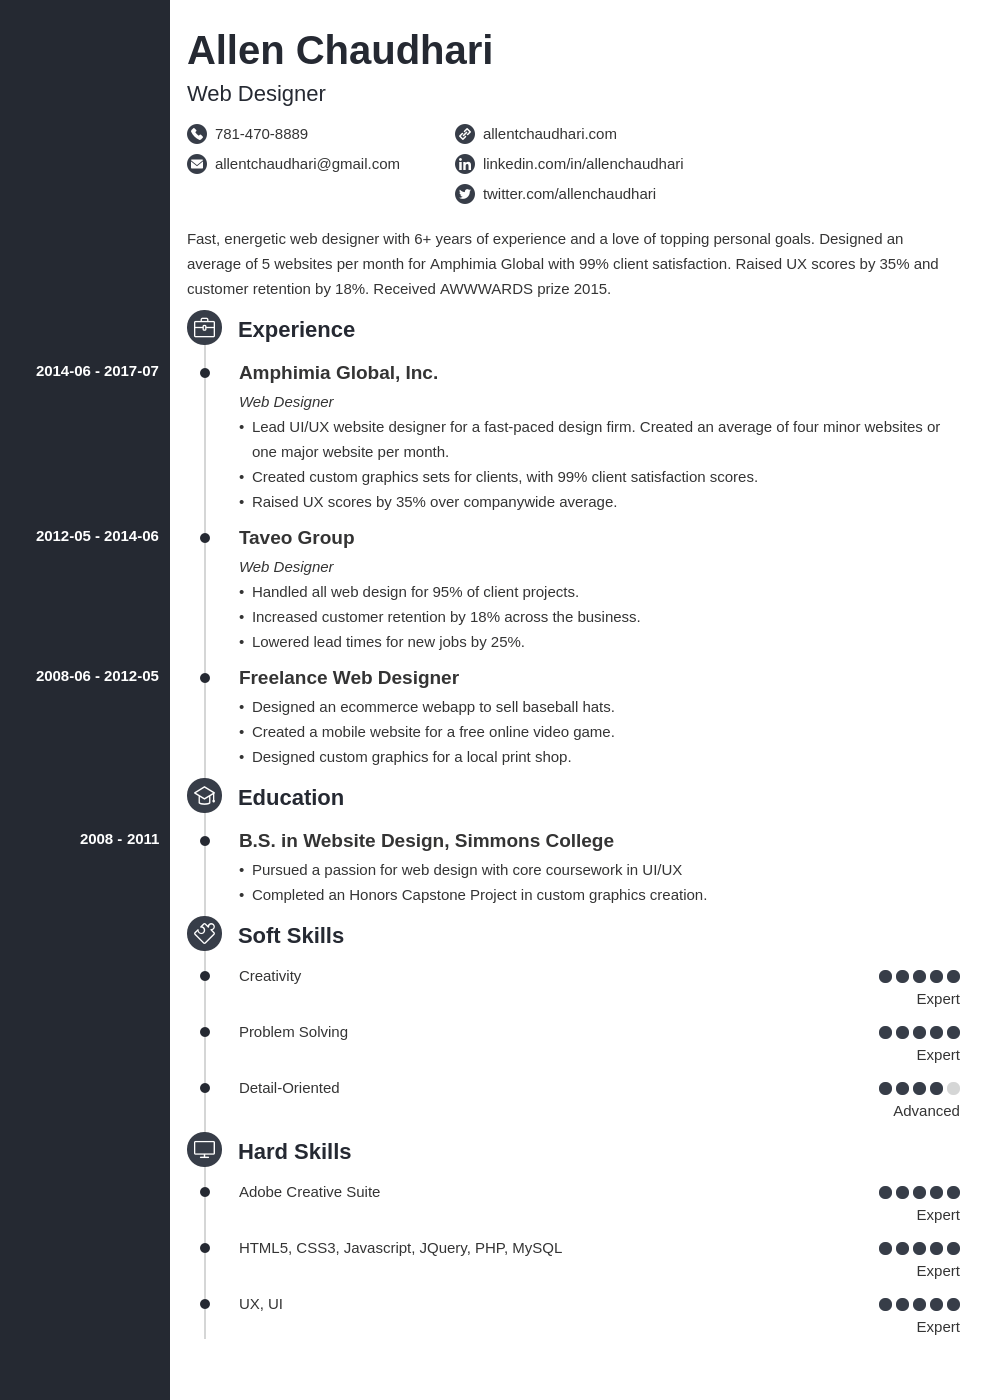 Allen Chaudhari
Web Designer
781-470-8889
allentchaudhari.com
allentchaudhari@gmail.com
linkedin.com/in/allenchaudhari
twitter.com/allenchaudhari
Fast, energetic web designer with 6+ years of experience and a love of topping personal goals. Designed an
average of 5 websites per month for Amphimia Global with 99% client satisfaction. Raised UX scores by 35% and
customer retention by 18%. Received AWWWARDS prize 2015.
Experience
2014-06 - 2017-07
Amphimia Global, Inc.
Web Designer
• Lead UI/UX website designer for a fast-paced design firm. Created an average of four minor websites or
one major website per month.
• Created custom graphics sets for clients, with 99% client satisfaction scores.
• Raised UX scores by 35% over companywide average.
2012-05 - 2014-06
Taveo Group
Web Designer
• Handled all web design for 95% of client projects.
• Increased customer retention by 18% across the business.
• Lowered lead times for new jobs by 25%.
2008-06 - 2012-05
Freelance Web Designer
• Designed an ecommerce webapp to sell baseball hats.
• Created a mobile website for a free online video game.
• Designed custom graphics for a local print shop.
Education
2008 - 2011
B.S. in Website Design, Simmons College
• Pursued a passion for web design with core coursework in UI/UX
• Completed an Honors Capstone Project in custom graphics creation.
Soft Skills
Creativity
Expert
Problem Solving
Expert
Detail-Oriented
Advanced
Hard Skills
Adobe Creative Suite
Expert
HTML5, CSS3, Javascript, JQuery, PHP, MySQL
Expert
UX, UI
Expert